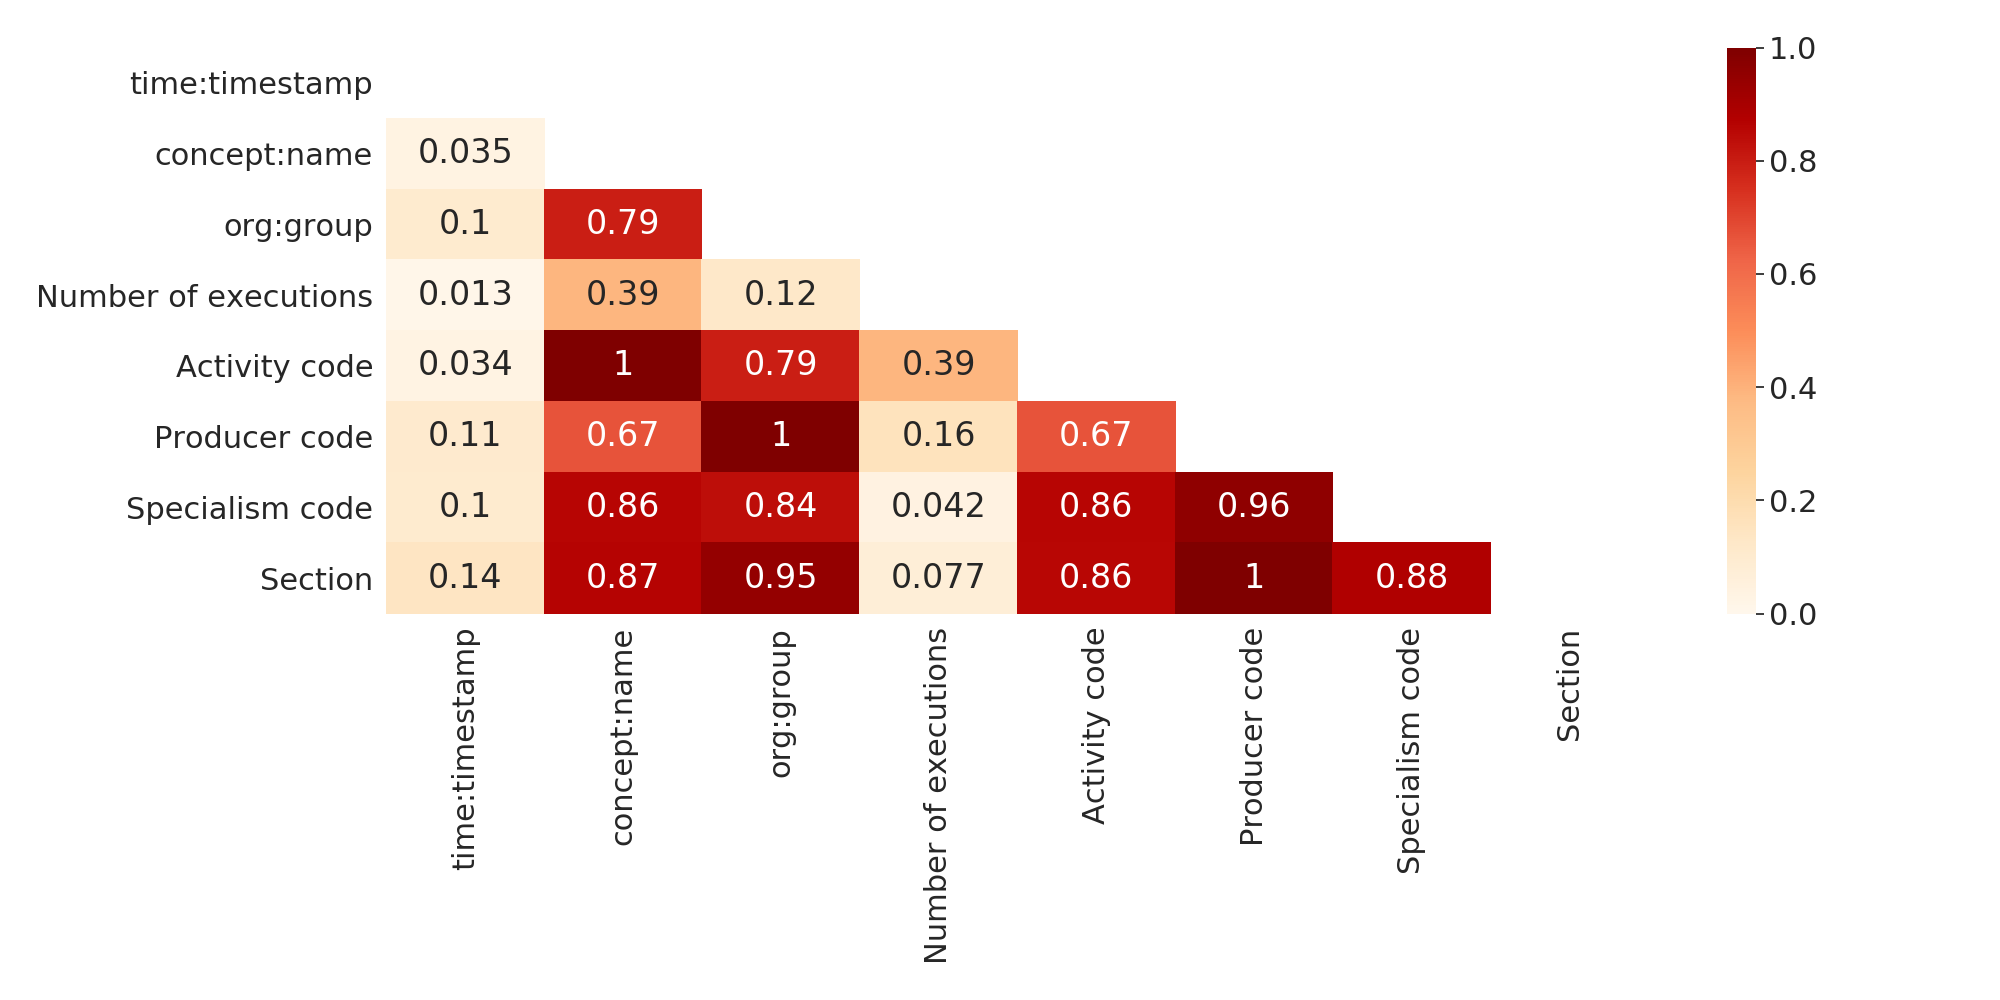 time:timestamp
concept:name 0.035
org:group 0.1 0.79
Number of executions 0.013 0.39 0.12
Activity code 0.034 1 0.79 0.39
Producer code 0.11 0.67 1 0.16 0.67
Specialism code 0.1 0.86 0.84 0.042 0.86 0.96
Section 0.14 0.87 0.95 0.077 0.86 1 0.88
time:timestamp
concept:name
org:group
Number of executions
Activity code
Producer code
Specialism code
Section
1.0
0.8
0.6
0.4
0.2
0.0